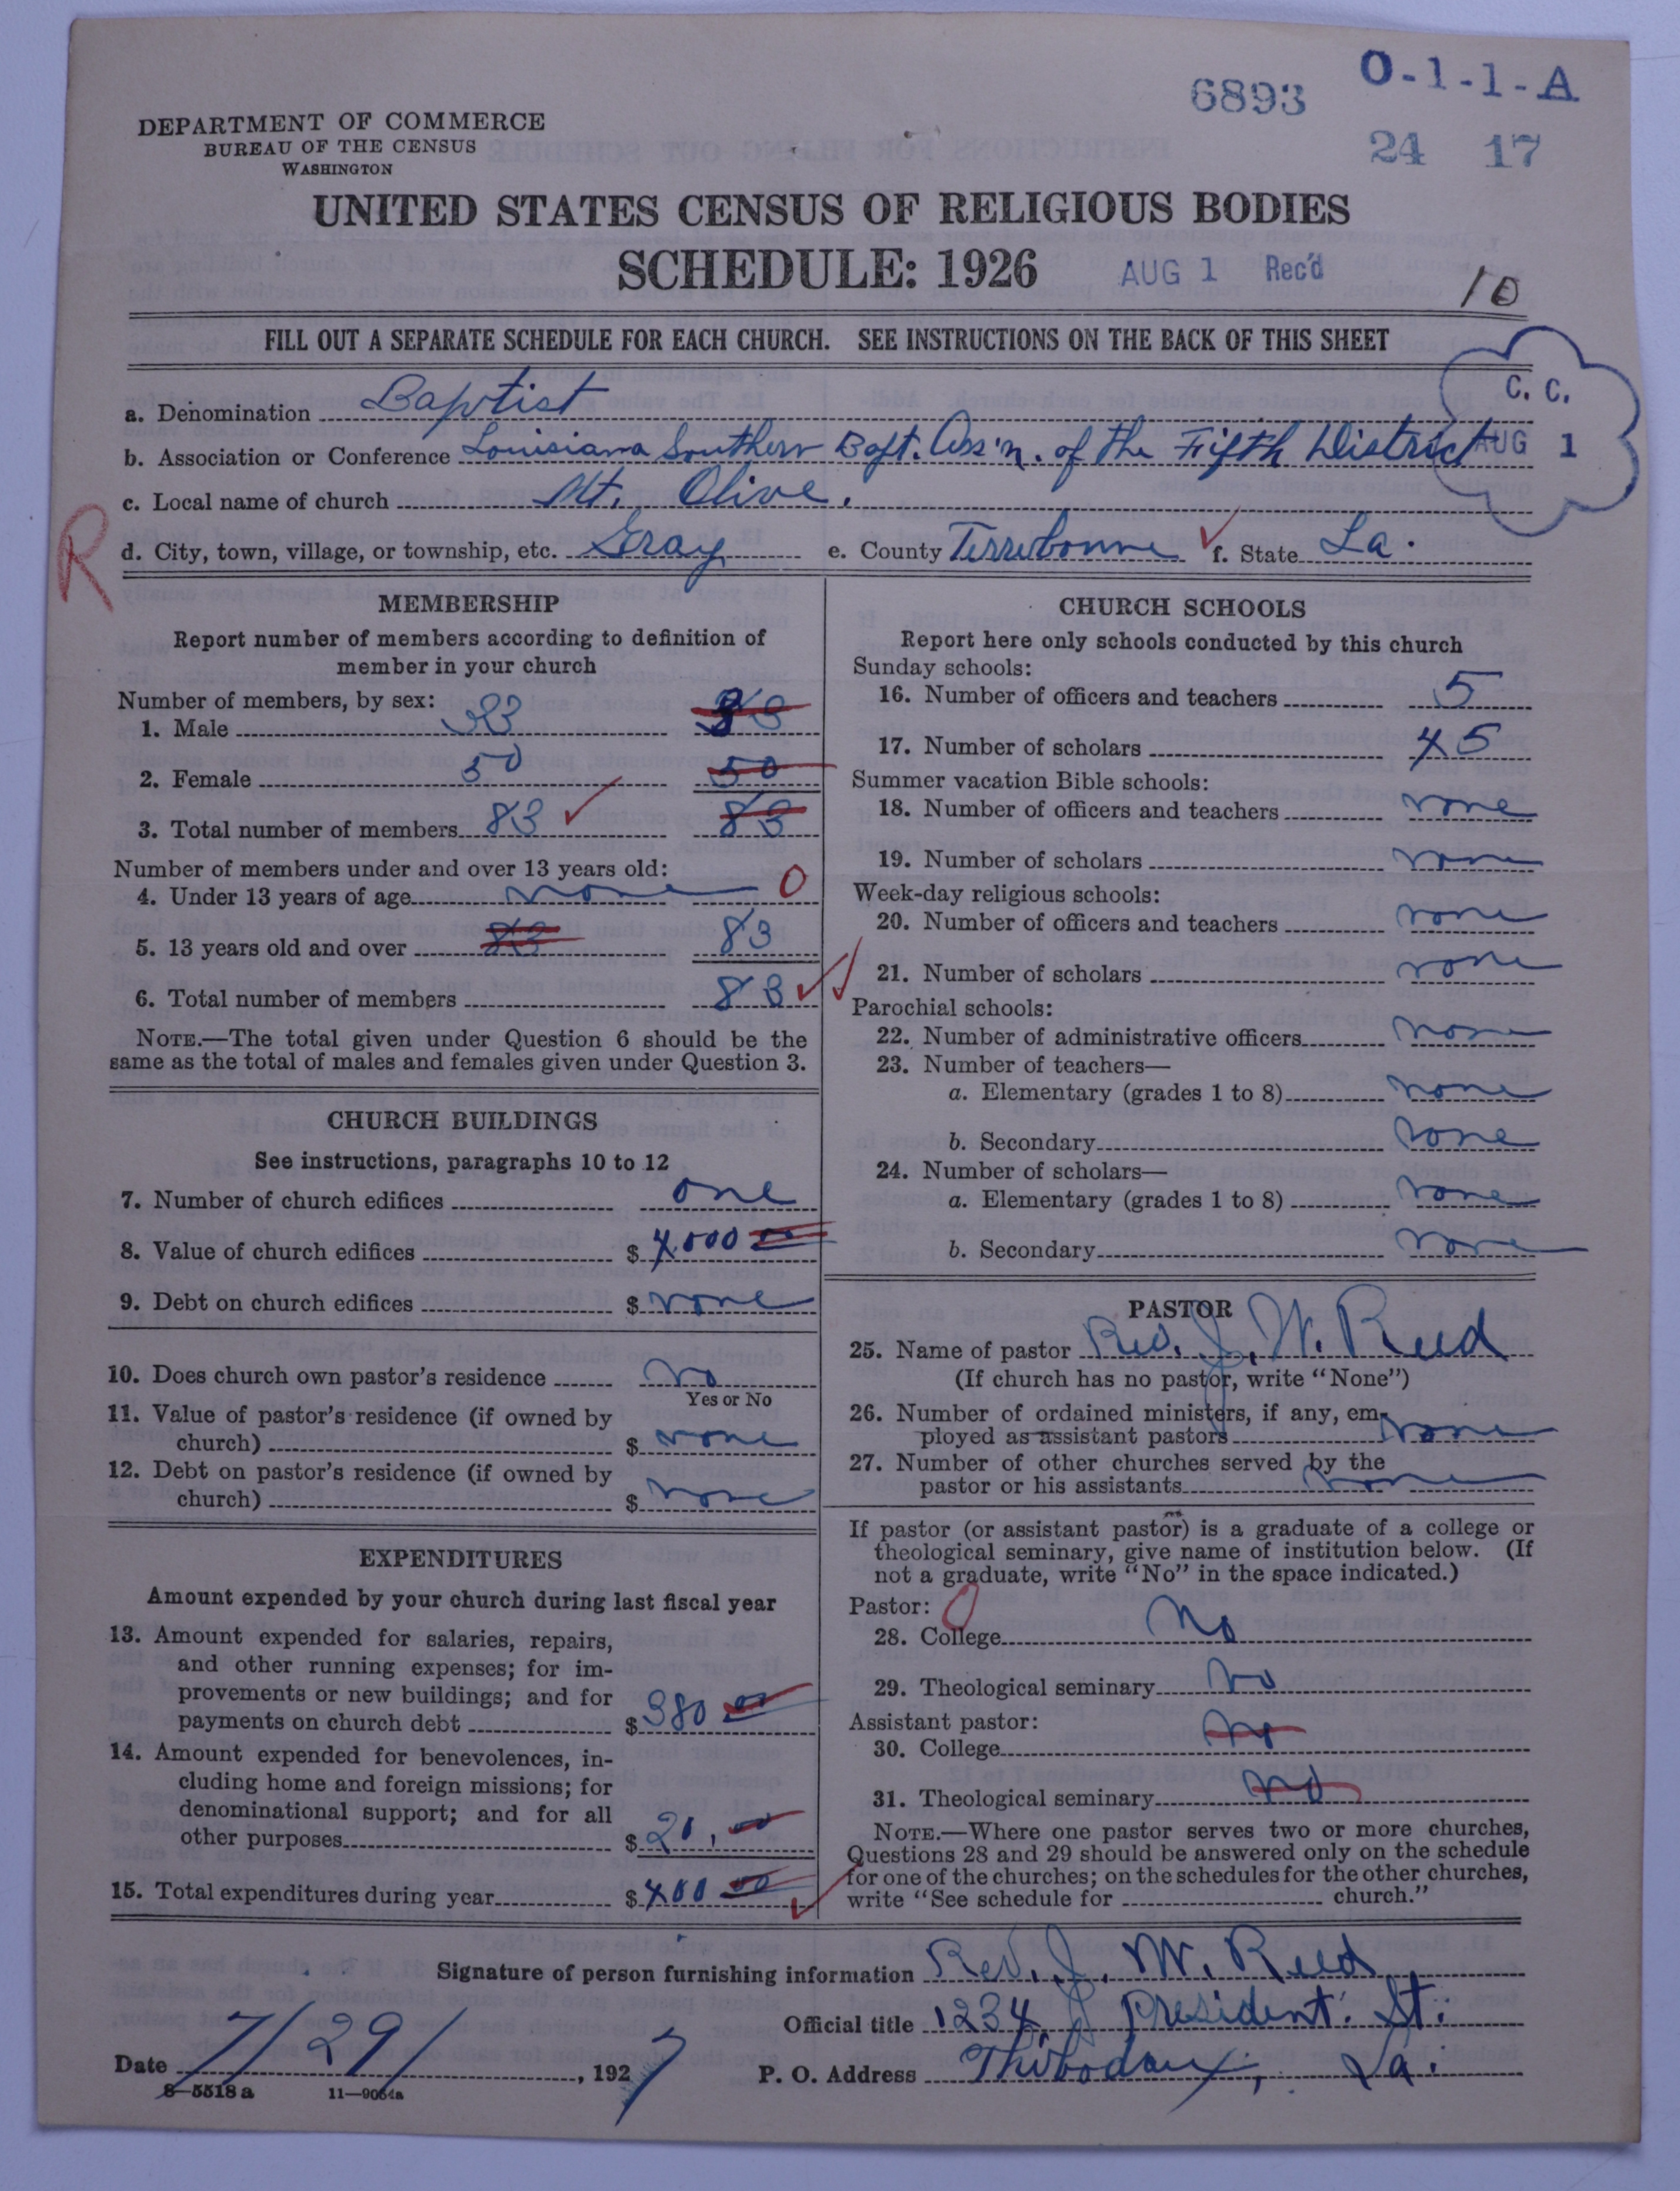 6893 O-1-1-A
24 17
DEPARTMENT OF COMMERCE
BUREAU OF THE CENSUS
WASHINGTON
UNITED STATES CENSUS OF RELIGIOUS BODIES
SCHEDULE: 1926 AUG 1 Rec'd 10
FILL OUT A SEPARATE SCHEDULE FOR EACH CHURCH. SEE INSTRUCTIONS ON THE BACK OF THIS SHEET
C. C.
AUG 1
a. Denomination Baptist
b. Association or Conference Louisiana Southern Bapt. Ass'n. of the Fifth District
c. Local name of church Mt. Olive.
R
d. City, town, village, or township, etc. Gray e. County Terrebonne f. State La.
MEMBERSHIP
Report number of members according to definition of
member in your church
Number of members, by sex:
1. Male 33 33
2. Female 50 50
3. Total number of members 83 83
Number of members under and over 13 years old:
4. Under 13 years of age none 0
5. 13 years old and over 83 83
6. Total number of members 83
NOTE.—The total given under Question 6 should be the
same as the total of males and females given under Question 3.
CHURCH BUILDINGS
See instructions, paragraphs 10 to 12
7. Number of church edifices one
8. Value of church edifices $ 4000 00
9. Debt on church edifices $ none
10. Does church own pastor's residence no
Yes or No
11. Value of pastor's residence (if owned by
church) $ none
12. Debt on pastor's residence (if owned by
church) $ none
EXPENDITURES
Amount expended by your church during last fiscal year
13. Amount expended for salaries, repairs,
and other running expenses; for im-
provements or new buildings; and for
payments on church debt $ 380 00
14. Amount expended for benevolences, in-
cluding home and foreign missions; for
denominational support; and for all
other purposes $ 20, 00
15. Total expenditures during year $ 400 00
CHURCH SCHOOLS
Report here only schools conducted by this church
Sunday schools:
16. Number of officers and teachers 5
17. Number of scholars 45
Summer vacation Bible schools:
18. Number of officers and teachers none
19. Number of scholars none
Week-day religious schools:
20. Number of officers and teachers none
21. Number of scholars none
Parochial schools:
22. Number of administrative officers none
23. Number of teachers—
a. Elementary (grades 1 to 8) none
b. Secondary none
24. Number of scholars—
a. Elementary (grades 1 to 8) none
b. Secondary none
PASTOR
25. Name of pastor Rev. J. W. Reed
(If church has no pastor, write "None")
26. Number of ordained ministers, if any, em-
ployed as assistant pastors none
27. Number of other churches served by the
pastor or his assistants none
If pastor (or assistant pastor) is a graduate of a college or
theological seminary, give name of institution below. (If
not a graduate, write "No" in the space indicated.)
Pastor: 0
28. College No
29. Theological seminary No
Assistant pastor:
30. College no
31. Theological seminary no
NOTE.—Where one pastor serves two or more churches,
Questions 28 and 29 should be answered only on the schedule
for one of the churches; on the schedules for the other churches,
write "See schedule for church."
Signature of person furnishing information Rev. J. W. Reed
Official title 1234, President. St.
Date 7/29/, 1927 P. O. Address Thibodaux, La.
8—5518a 11—9064a